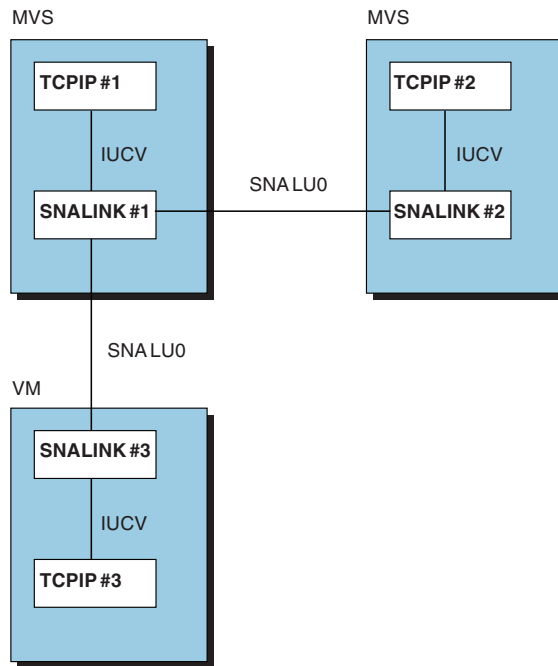 MVS
TCPIP #1
IUCV
SNALINK #1
SNA LU0
MVS
TCPIP #2
IUCV
SNALINK #2
SNA LU0
VM
SNALINK #3
IUCV
TCPIP #3